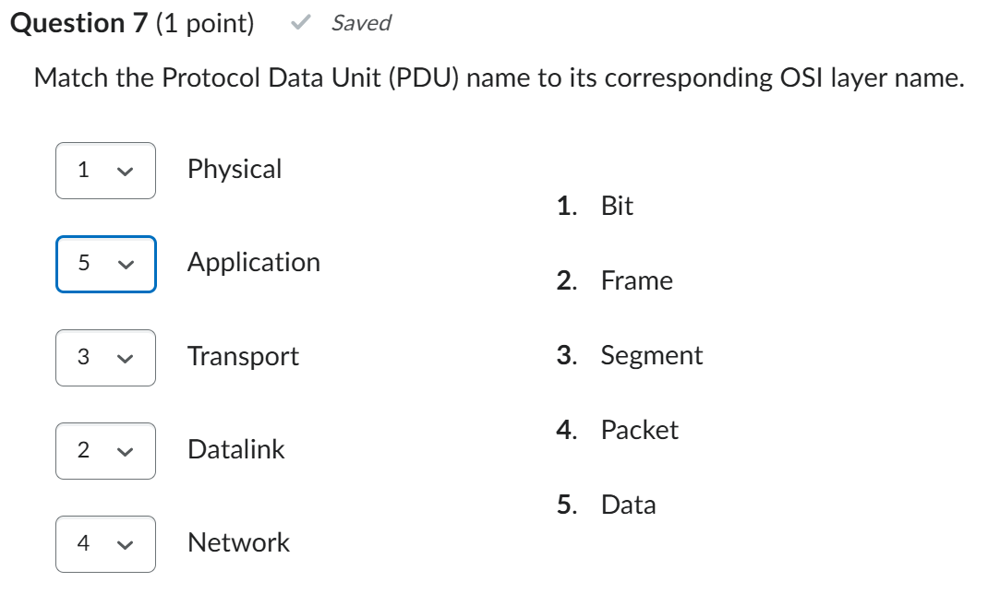 Question 7 (1 point) Saved
Match the Protocol Data Unit (PDU) name to its corresponding OSI layer name.
1 Physical
5 Application
3 Transport
2 Datalink
4 Network
1. Bit
2. Frame
3. Segment
4. Packet
5. Data